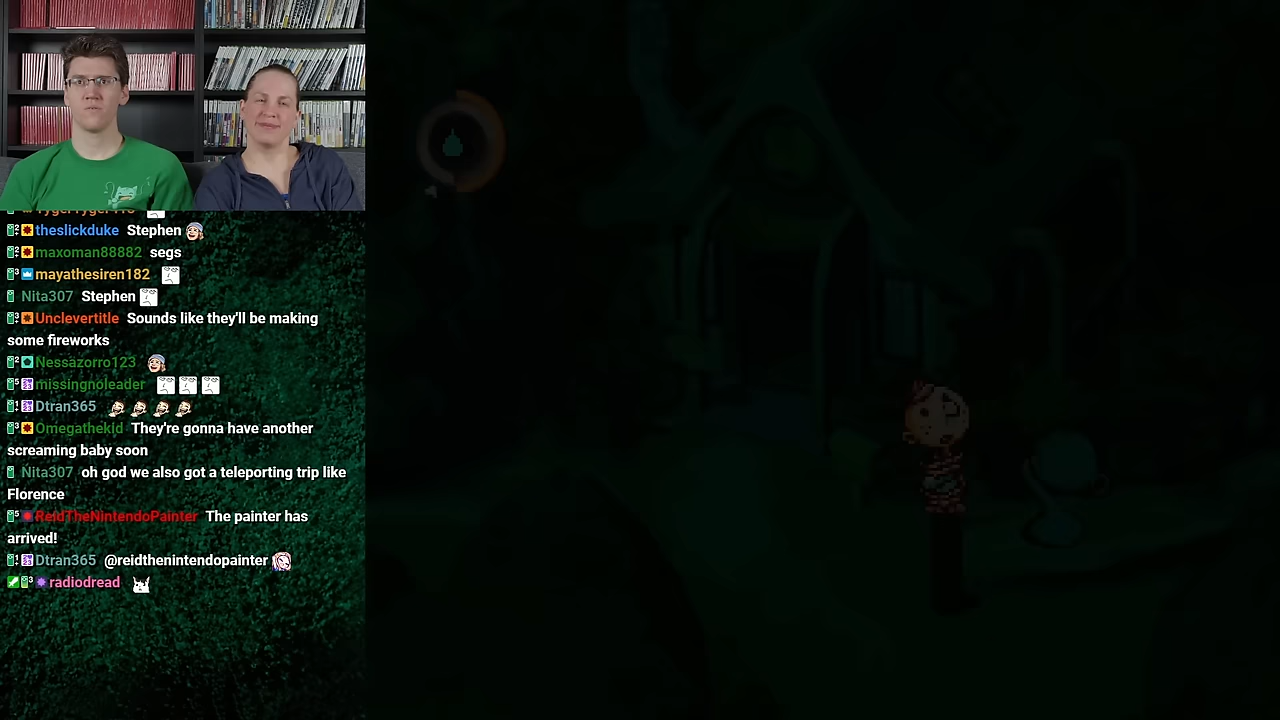 theslickduke Stephen
maxoman88882 segs
mayathesiren182
Nita307 Stephen
Unclevertitle Sounds like they'll be making
some fireworks
Nessazorro123
missingnoleader
Dtran365
Omegathekid They're gonna have another
screaming baby soon
Nita307 oh god we also got a teleporting trip like
Florence
ReidTheNintendoPainter The painter has
arrived!
Dtran365 @reidthenintendopainter
radiodread